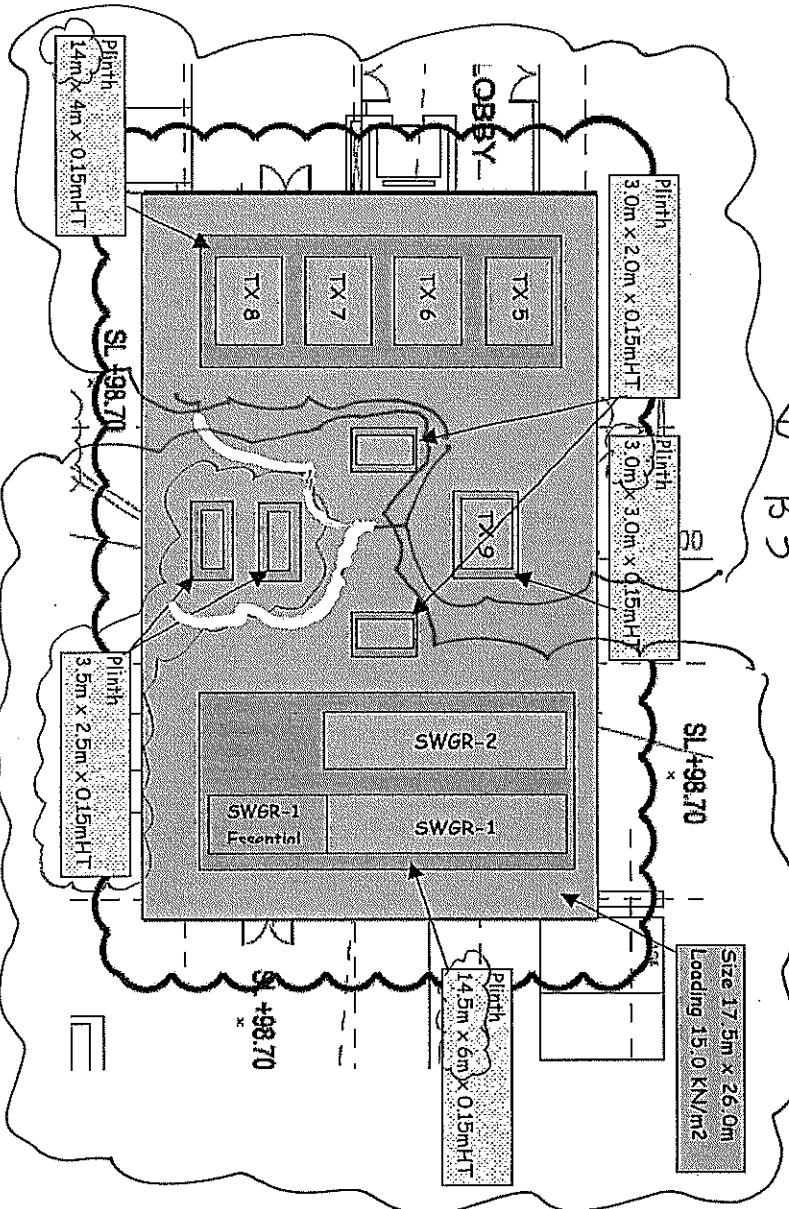 Plinth
14m x 4m x 0.15mHT
LOBBY
Plinth
3.0m x 2.0m x 0.15mHT
Plinth
3.0m x 3.0m x 0.15mHT
B5
00
TX 5
TX 6
TX 7
TX 8
TX 9
SL +98.70
Plinth
3.5m x 2.5m x 0.15mHT
SWGR-2
SWGR-1
SWGR-1
Essential
SL +98.70
SL +98.70
Plinth
14.5m x 6m x 0.15mHT
Size 17.5m x 26.0m
Loading 15.0 KN/m2